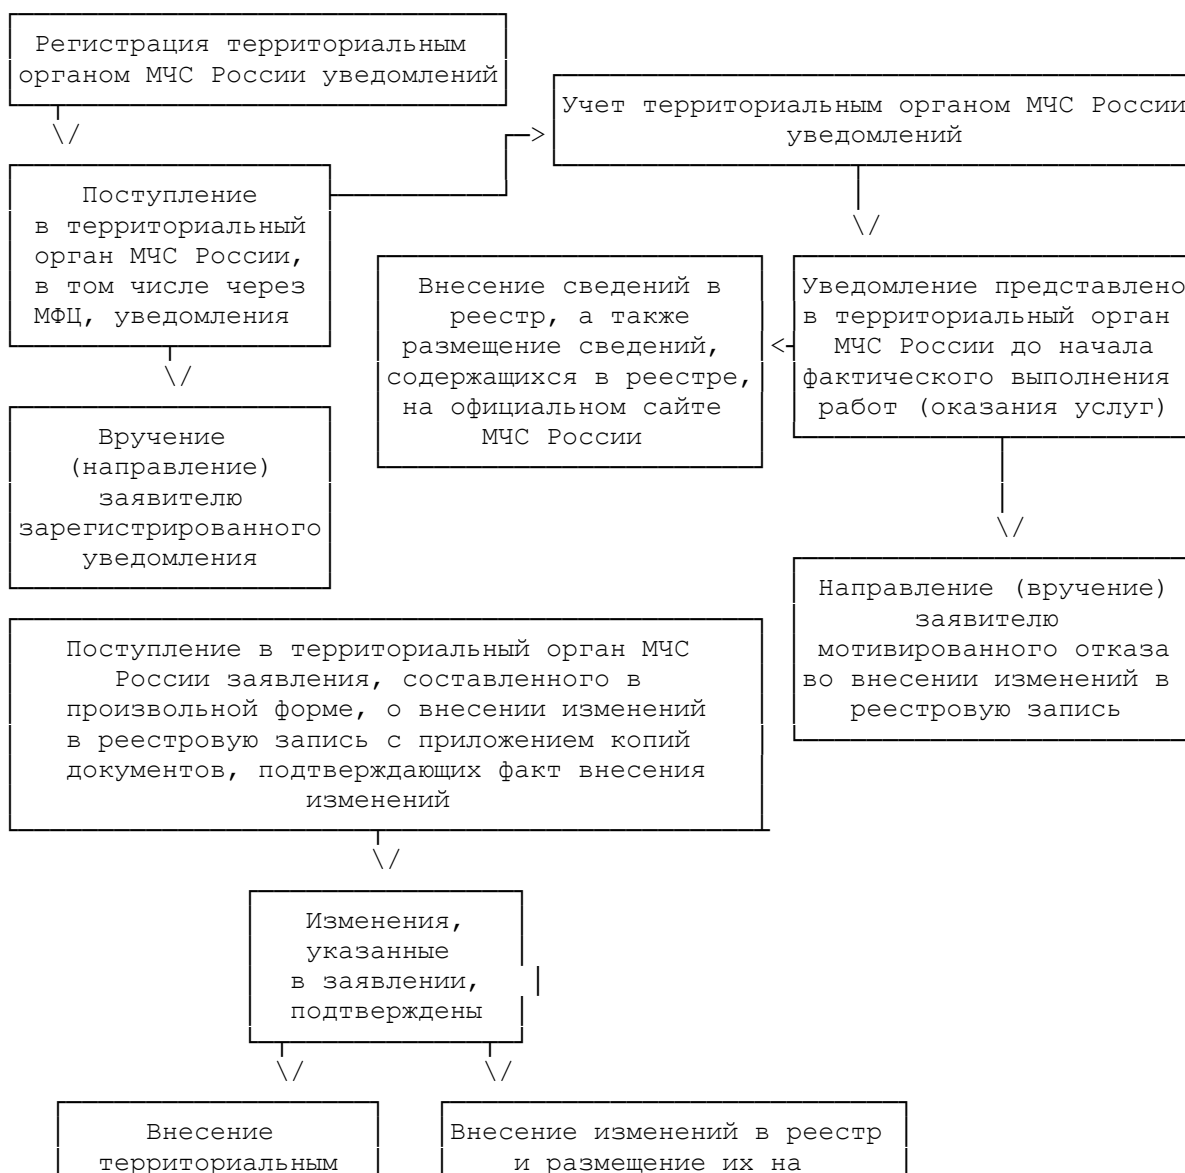 Регистрация территориальным
органом МЧС России уведомлений
Учет территориальным органом МЧС России
уведомлений
Поступление
в территориальный
орган МЧС России,
в том числе через
МФЦ, уведомления
Внесение сведений в
реестр, а также
размещение сведений,
содержащихся в реестре,
на официальном сайте
МЧС России
Уведомление представлено
в территориальный орган
МЧС России до начала
фактического выполнения
работ (оказания услуг)
Вручение
(направление)
заявителю
зарегистрированного
уведомления
Направление (вручение)
заявителю
мотивированного отказа
во внесении изменений в
реестровую запись
Поступление в территориальный орган МЧС
России заявления, составленного в
произвольной форме, о внесении изменений
в реестровую запись с приложением копий
документов, подтверждающих факт внесения
изменений
Изменения,
указанные
в заявлении,
подтверждены
Внесение
территориальным
Внесение изменений в реестр
и размещение их на